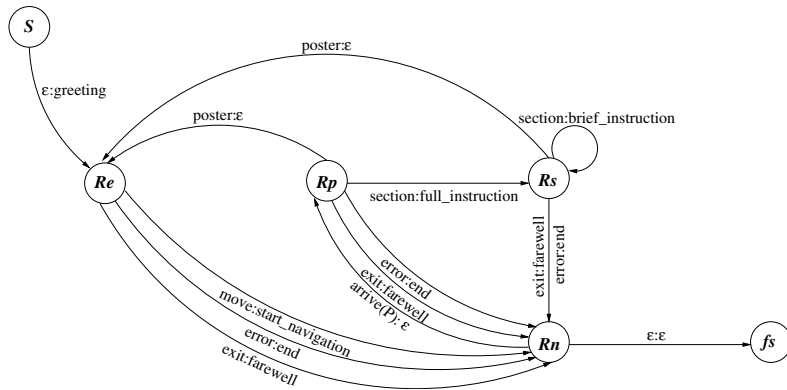 S
poster:ε
ε:greeting
section:brief_instruction
poster:ε
Re
Rp
Rs
section:full_instruction
exit:farewell
error:end
error:end
exit:farewell
arrive(P): ε
move:start_navigation
error:end
exit:farewell
Rn
ε:ε
fs